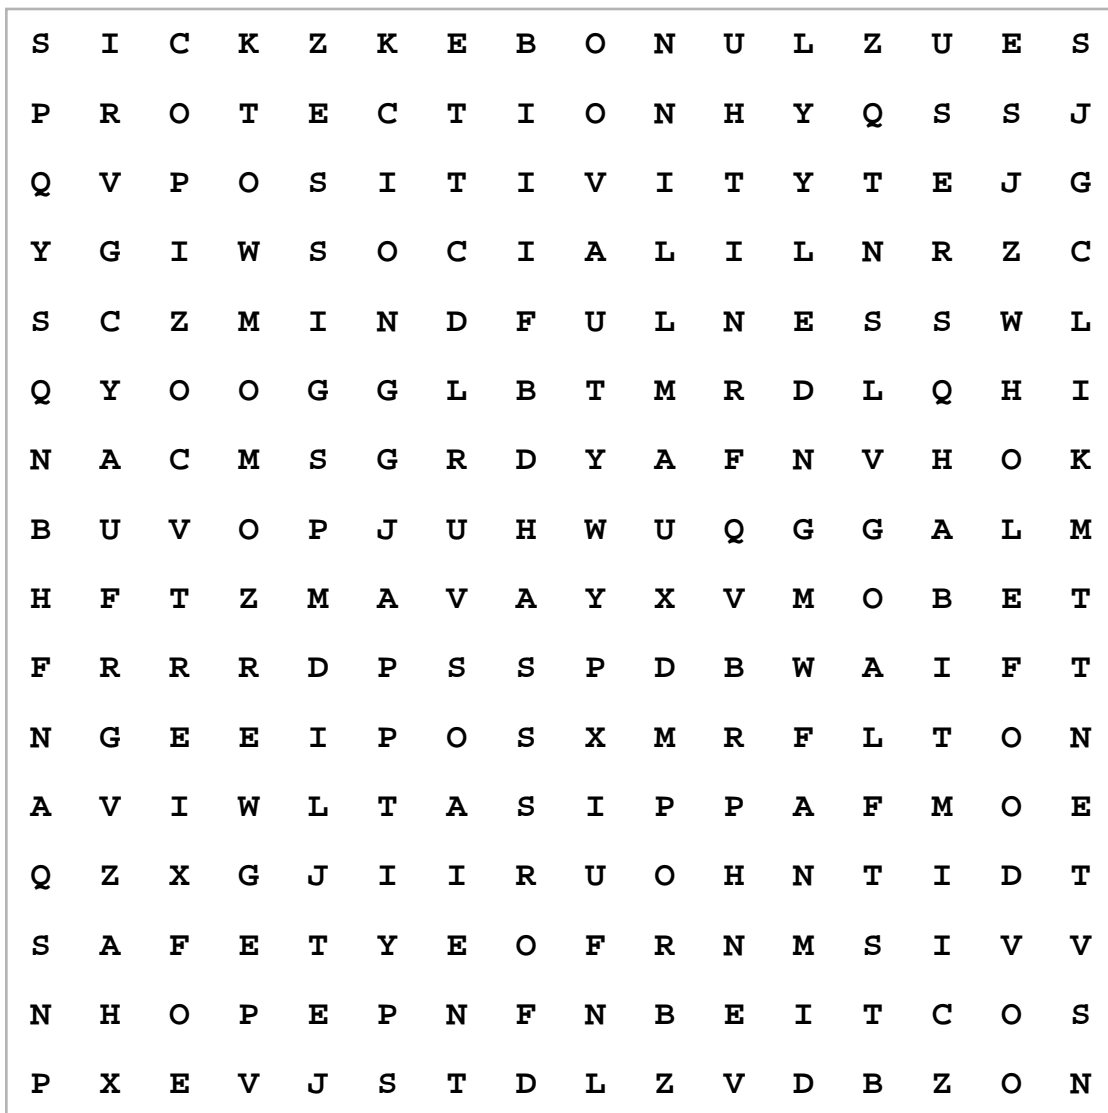 S I C K Z K E B O N U L Z U E S
P R O T E C T I O N H Y Q S S J
Q V P O S I T I V I T Y T E J G
Y G I W S O C I A L I L N R Z C
S C Z M I N D F U L N E S S W L
Q Y O O G G L B T M R D L Q H I
N A C M S G R D Y A F N V H O K
B U V O P J U H W U Q G G A L M
H F T Z M A V A Y X V M O B E T
F R R R D P S S P D B W A I F T
N G E E I P O S X M R F L T O N
A V I W L T A S I P P A F M O E
Q Z X G J I I R U O H N T I D T
S A F E T Y E O F R N M S I V V
N H O P E P N F N B E I T C O S
P X E V J S T D L Z V D B Z O N